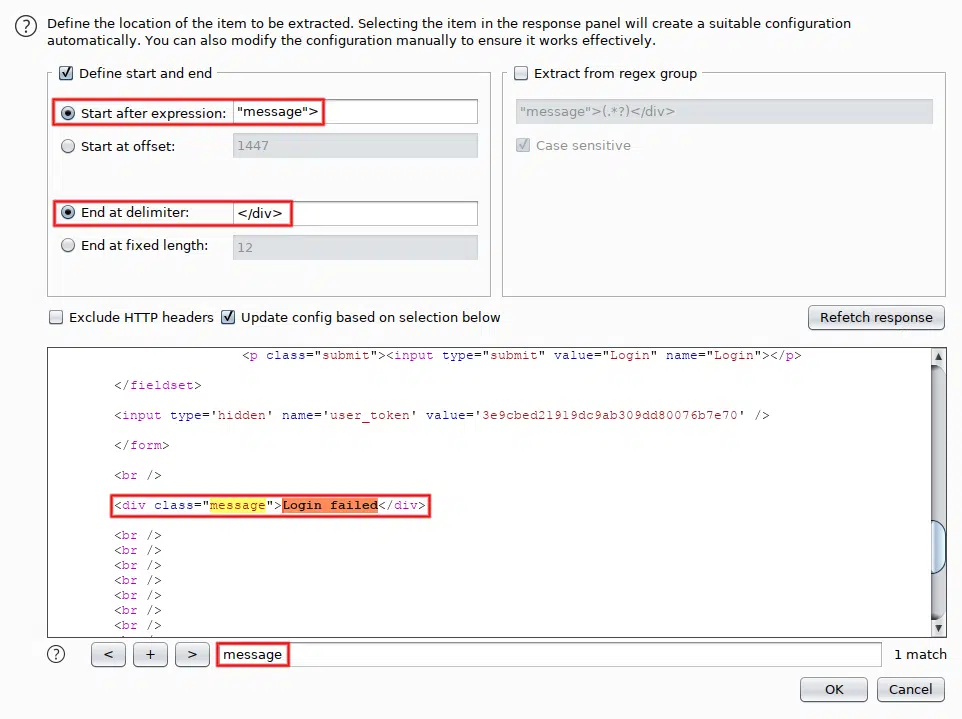 Define the location of the item to be extracted. Selecting the item in the response panel will create a suitable configuration
automatically. You can also modify the configuration manually to ensure it works effectively.
Define start and end
Start after expression: "message">
Start at offset: 1447
End at delimiter: </div>
End at fixed length: 12
Extract from regex group
"message">(.*?)</div>
Case sensitive
Exclude HTTP headers Update config based on selection below Refetch response
<p class="submit"><input type="submit" value="Login" name="Login"></p>
</fieldset>
<input type='hidden' name='user_token' value='3e9cbed21919dc9ab309dd80076b7e70' />
</form>
<br />
<div class="message">Login failed</div>
<br />
<br />
<br />
<br />
<br />
<br />
<br />
? < + > message 1 match
OK Cancel